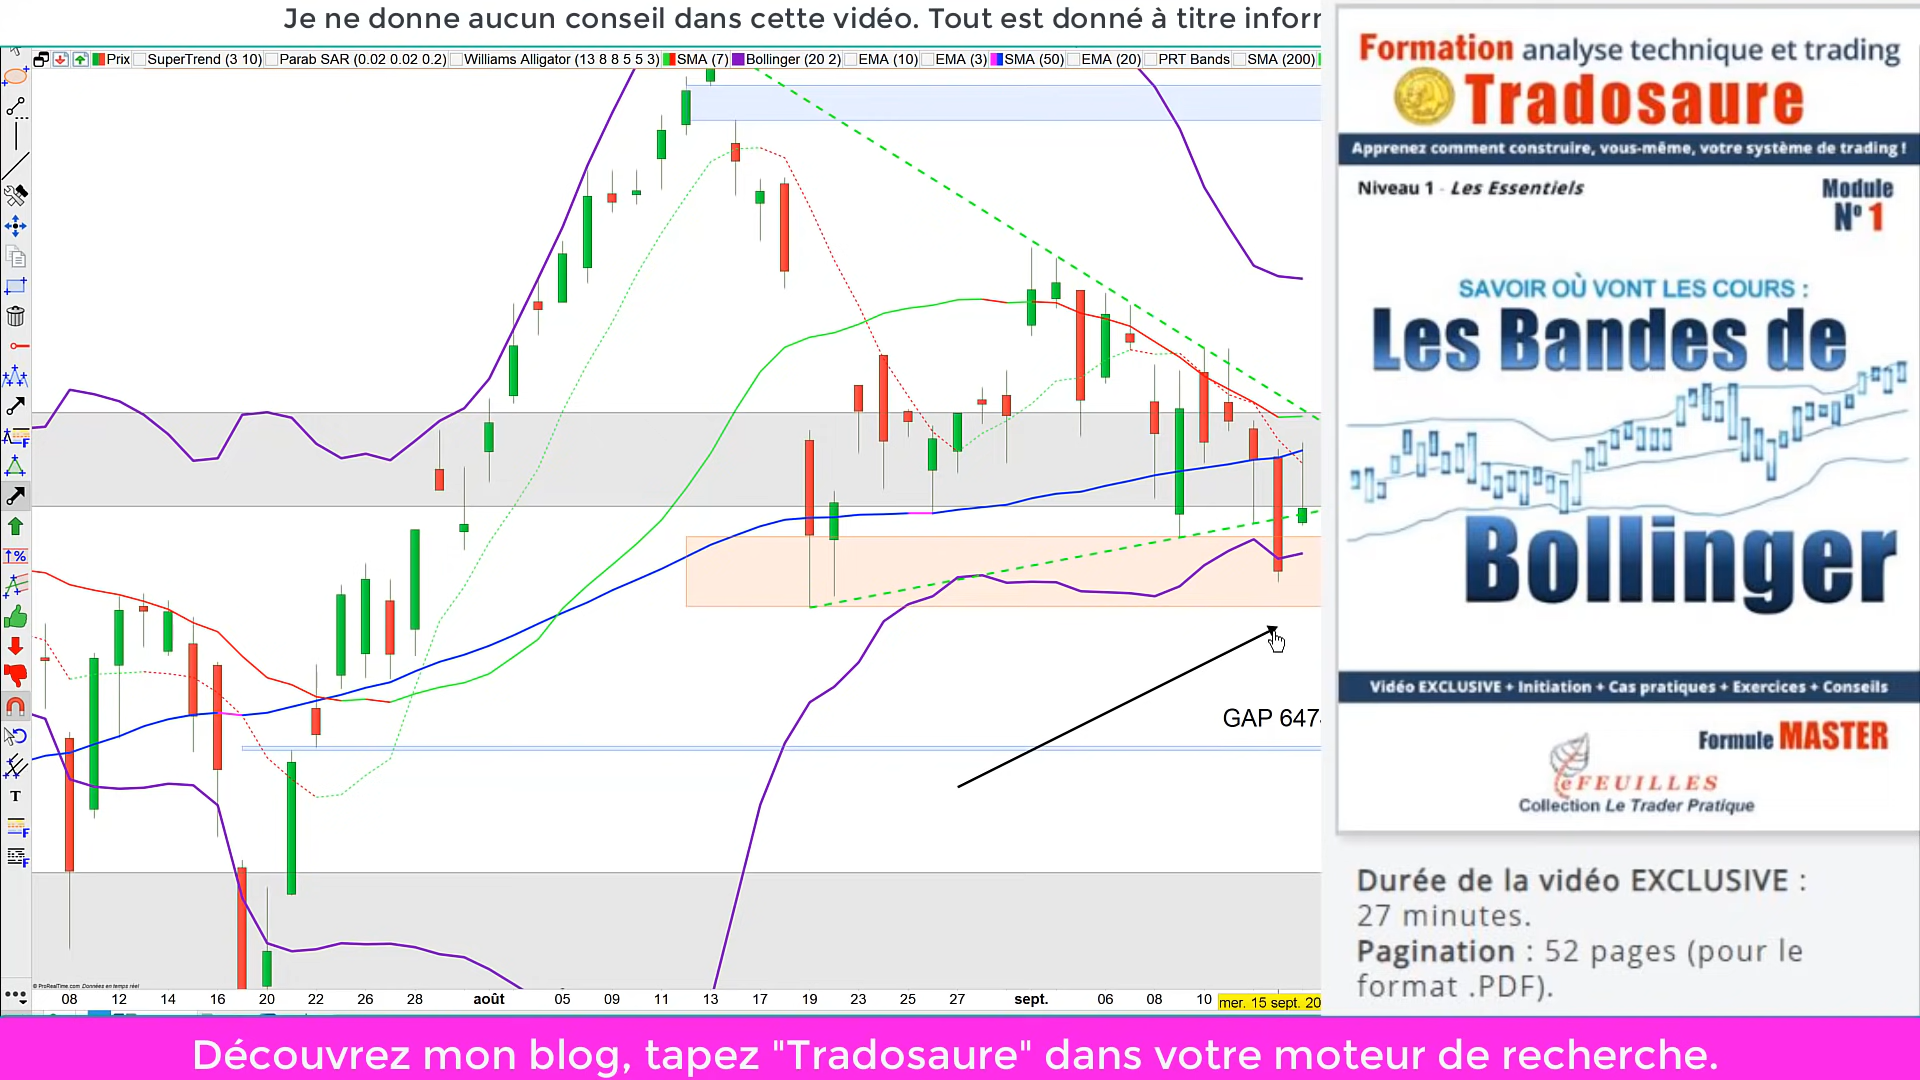 Je ne donne aucun conseil dans cette vidéo. Tout est donné à titre inforr
Prix SuperTrend (3 10) Parab SAR (0.02 0.02 0.2) Williams Alligator (13 8 8 5 5 3) SMA (7) Bollinger (20 2) EMA (10) EMA (3) SMA (50) EMA (20) PRT Bands SMA (200)
GAP 647
© ProRealTime.com Données en temps réel
08 12 14 16 20 22 26 28 août 05 09 11 13 17 19 23 25 27 sept. 06 08 10 mer. 15 sept. 20
Formation analyse technique et trading
Tradosaure
Apprenez comment construire, vous-même, votre système de trading !
Niveau 1 - Les Essentiels
Module
N° 1
SAVOIR OÙ VONT LES COURS :
Les Bandes de
Bollinger
Vidéo EXCLUSIVE + Initiation + Cas pratiques + Exercices + Conseils
Formule MASTER
eFEUILLES
Collection Le Trader Pratique
Durée de la vidéo EXCLUSIVE :
27 minutes.
Pagination : 52 pages (pour le
format .PDF).
Découvrez mon blog, tapez "Tradosaure" dans votre moteur de recherche.